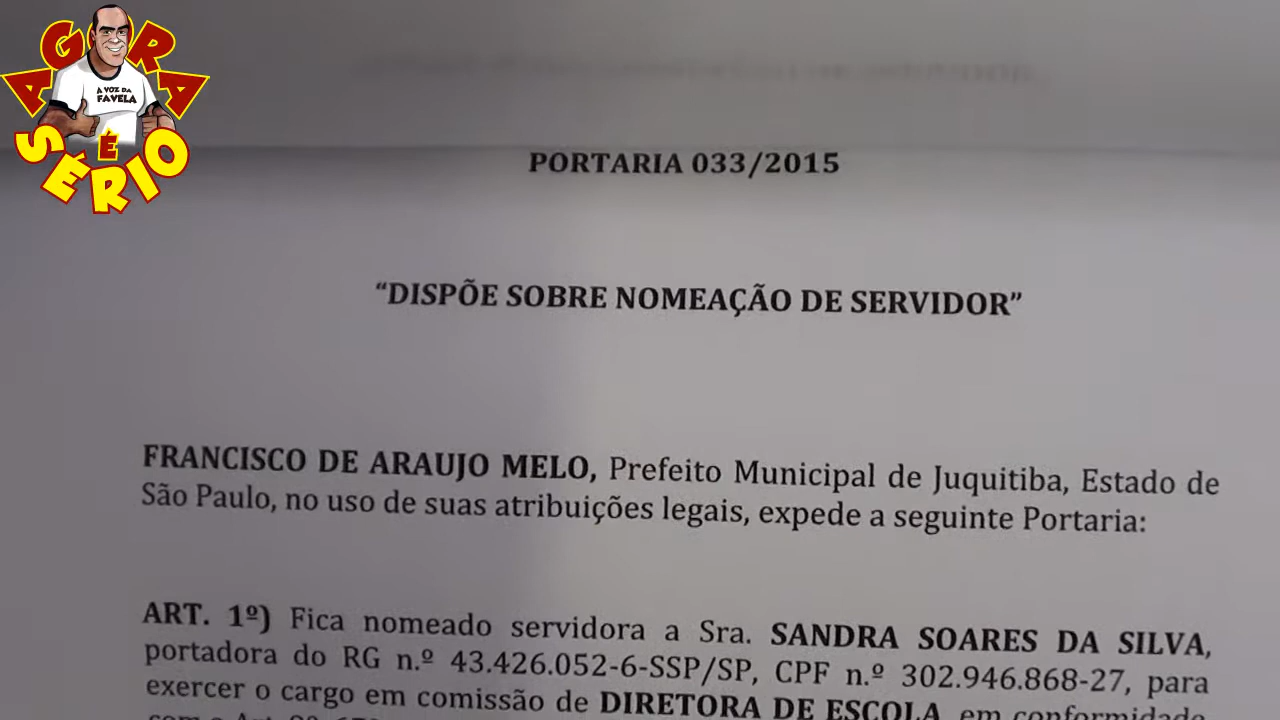 AGORA
A VOZ DA
FAVELA
É
SÉRIO
PORTARIA 033/2015
“DISPÕE SOBRE NOMEAÇÃO DE SERVIDOR”
FRANCISCO DE ARAUJO MELO, Prefeito Municipal de Juquitiba, Estado de
São Paulo, no uso de suas atribuições legais, expede a seguinte Portaria:
ART. 1º) Fica nomeado servidora a Sra. SANDRA SOARES DA SILVA,
portadora do RG n.º 43.426.052-6-SSP/SP, CPF n.º 302.946.868-27, para
exercer o cargo em comissão de DIRETORA DE ESCOLA, em conformidade